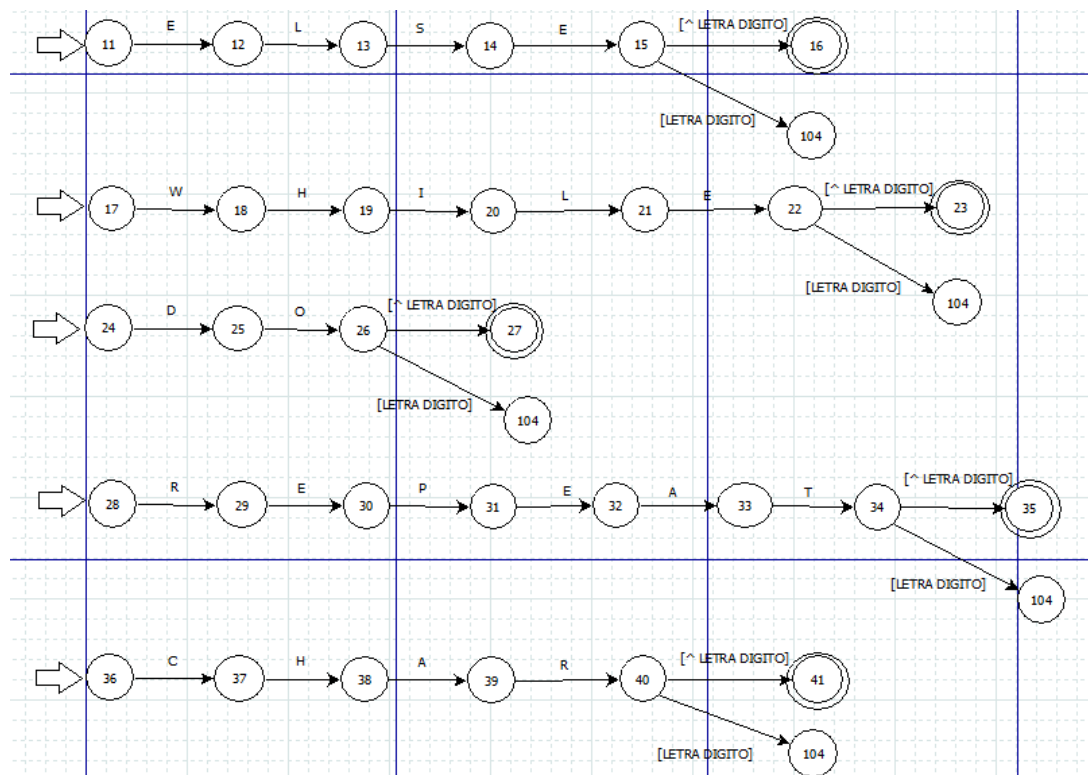 E L S E [^ LETRA DIGITO]
11 12 13 14 15 16
[LETRA DIGITO] 104
W H I L E [^ LETRA DIGITO]
17 18 19 20 21 22 23
[LETRA DIGITO] 104
D O [^ LETRA DIGITO]
24 25 26 27
[LETRA DIGITO] 104
R E P E A T [^ LETRA DIGITO]
28 29 30 31 32 33 34 35
[LETRA DIGITO] 104
C H A R [^ LETRA DIGITO]
36 37 38 39 40 41
[LETRA DIGITO] 104